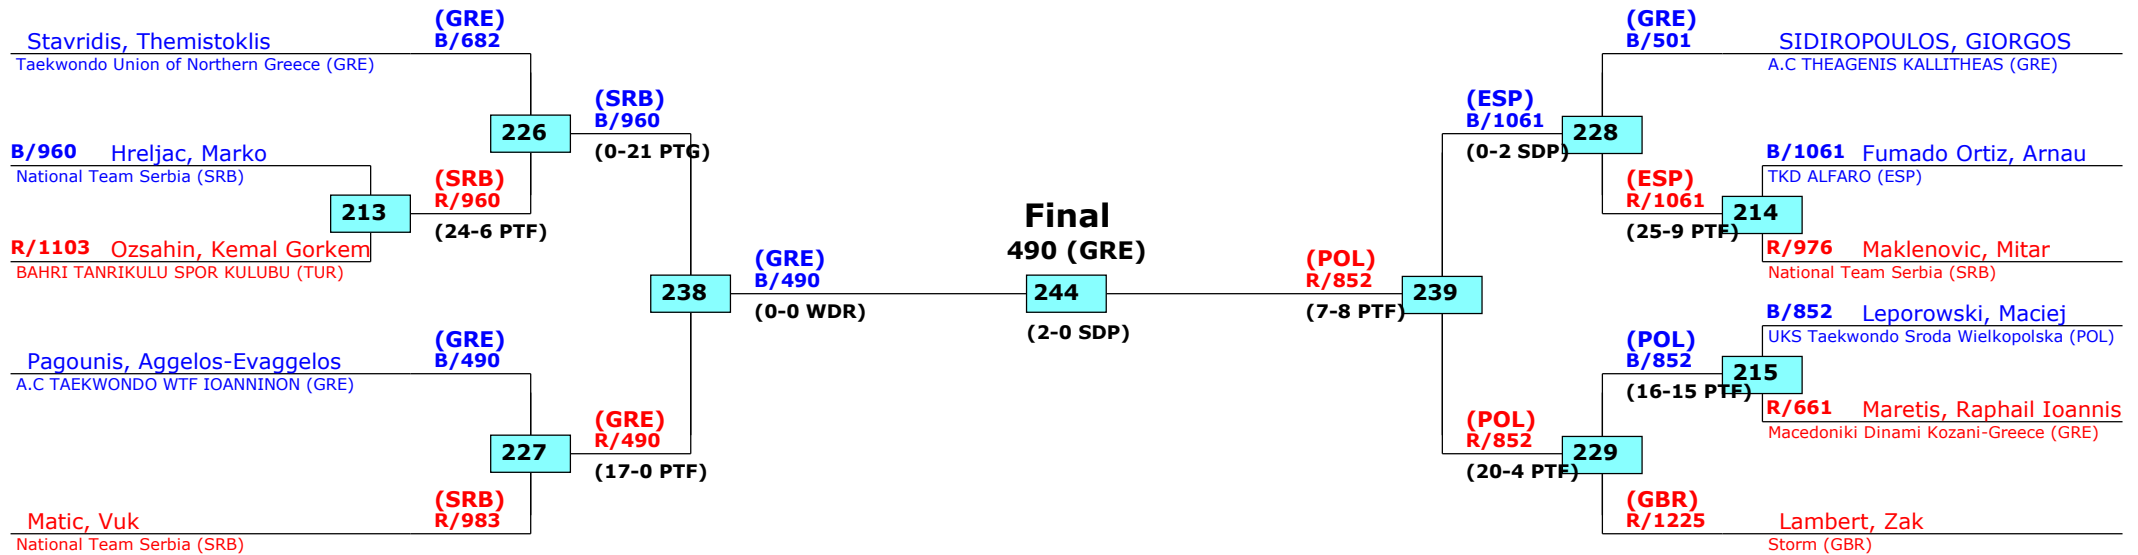 (GRE)
Stavridis, Themistoklis B/682
Taekwondo Union of Northern Greece (GRE)
(SRB)
226 B/960
(0-21 PTG)
B/960 Hreljac, Marko
National Team Serbia (SRB)
(SRB)
213 R/960
(24-6 PTF)
R/1103 Ozsahin, Kemal Gorkem
BAHRI TANRIKULU SPOR KULUBU (TUR)
(GRE)
238 B/490
(0-0 WDR)
(GRE)
Pagounis, Aggelos-Evaggelos B/490
A.C TAEKWONDO WTF IOANNINON (GRE)
(GRE)
227 R/490
(17-0 PTF)
(SRB)
Matic, Vuk R/983
National Team Serbia (SRB)
Final
490 (GRE)
244
(2-0 SDP)
(GRE)
B/501 SIDIROPOULOS, GIORGOS
A.C THEAGENIS KALLITHEAS (GRE)
(ESP)
B/1061 228
(0-2 SDP)
B/1061 Fumado Ortiz, Arnau
TKD ALFARO (ESP)
(ESP)
R/1061 214
(25-9 PTF)
R/976 Maklenovic, Mitar
National Team Serbia (SRB)
(POL)
R/852 239
(7-8 PTF)
B/852 Leporowski, Maciej
UKS Taekwondo Sroda Wielkopolska (POL)
(POL)
B/852 215
(16-15 PTF)
R/661 Maretis, Raphail Ioannis
Macedoniki Dinami Kozani-Greece (GRE)
(POL)
R/852 229
(20-4 PTF)
(GBR)
R/1225 Lambert, Zak
Storm (GBR)